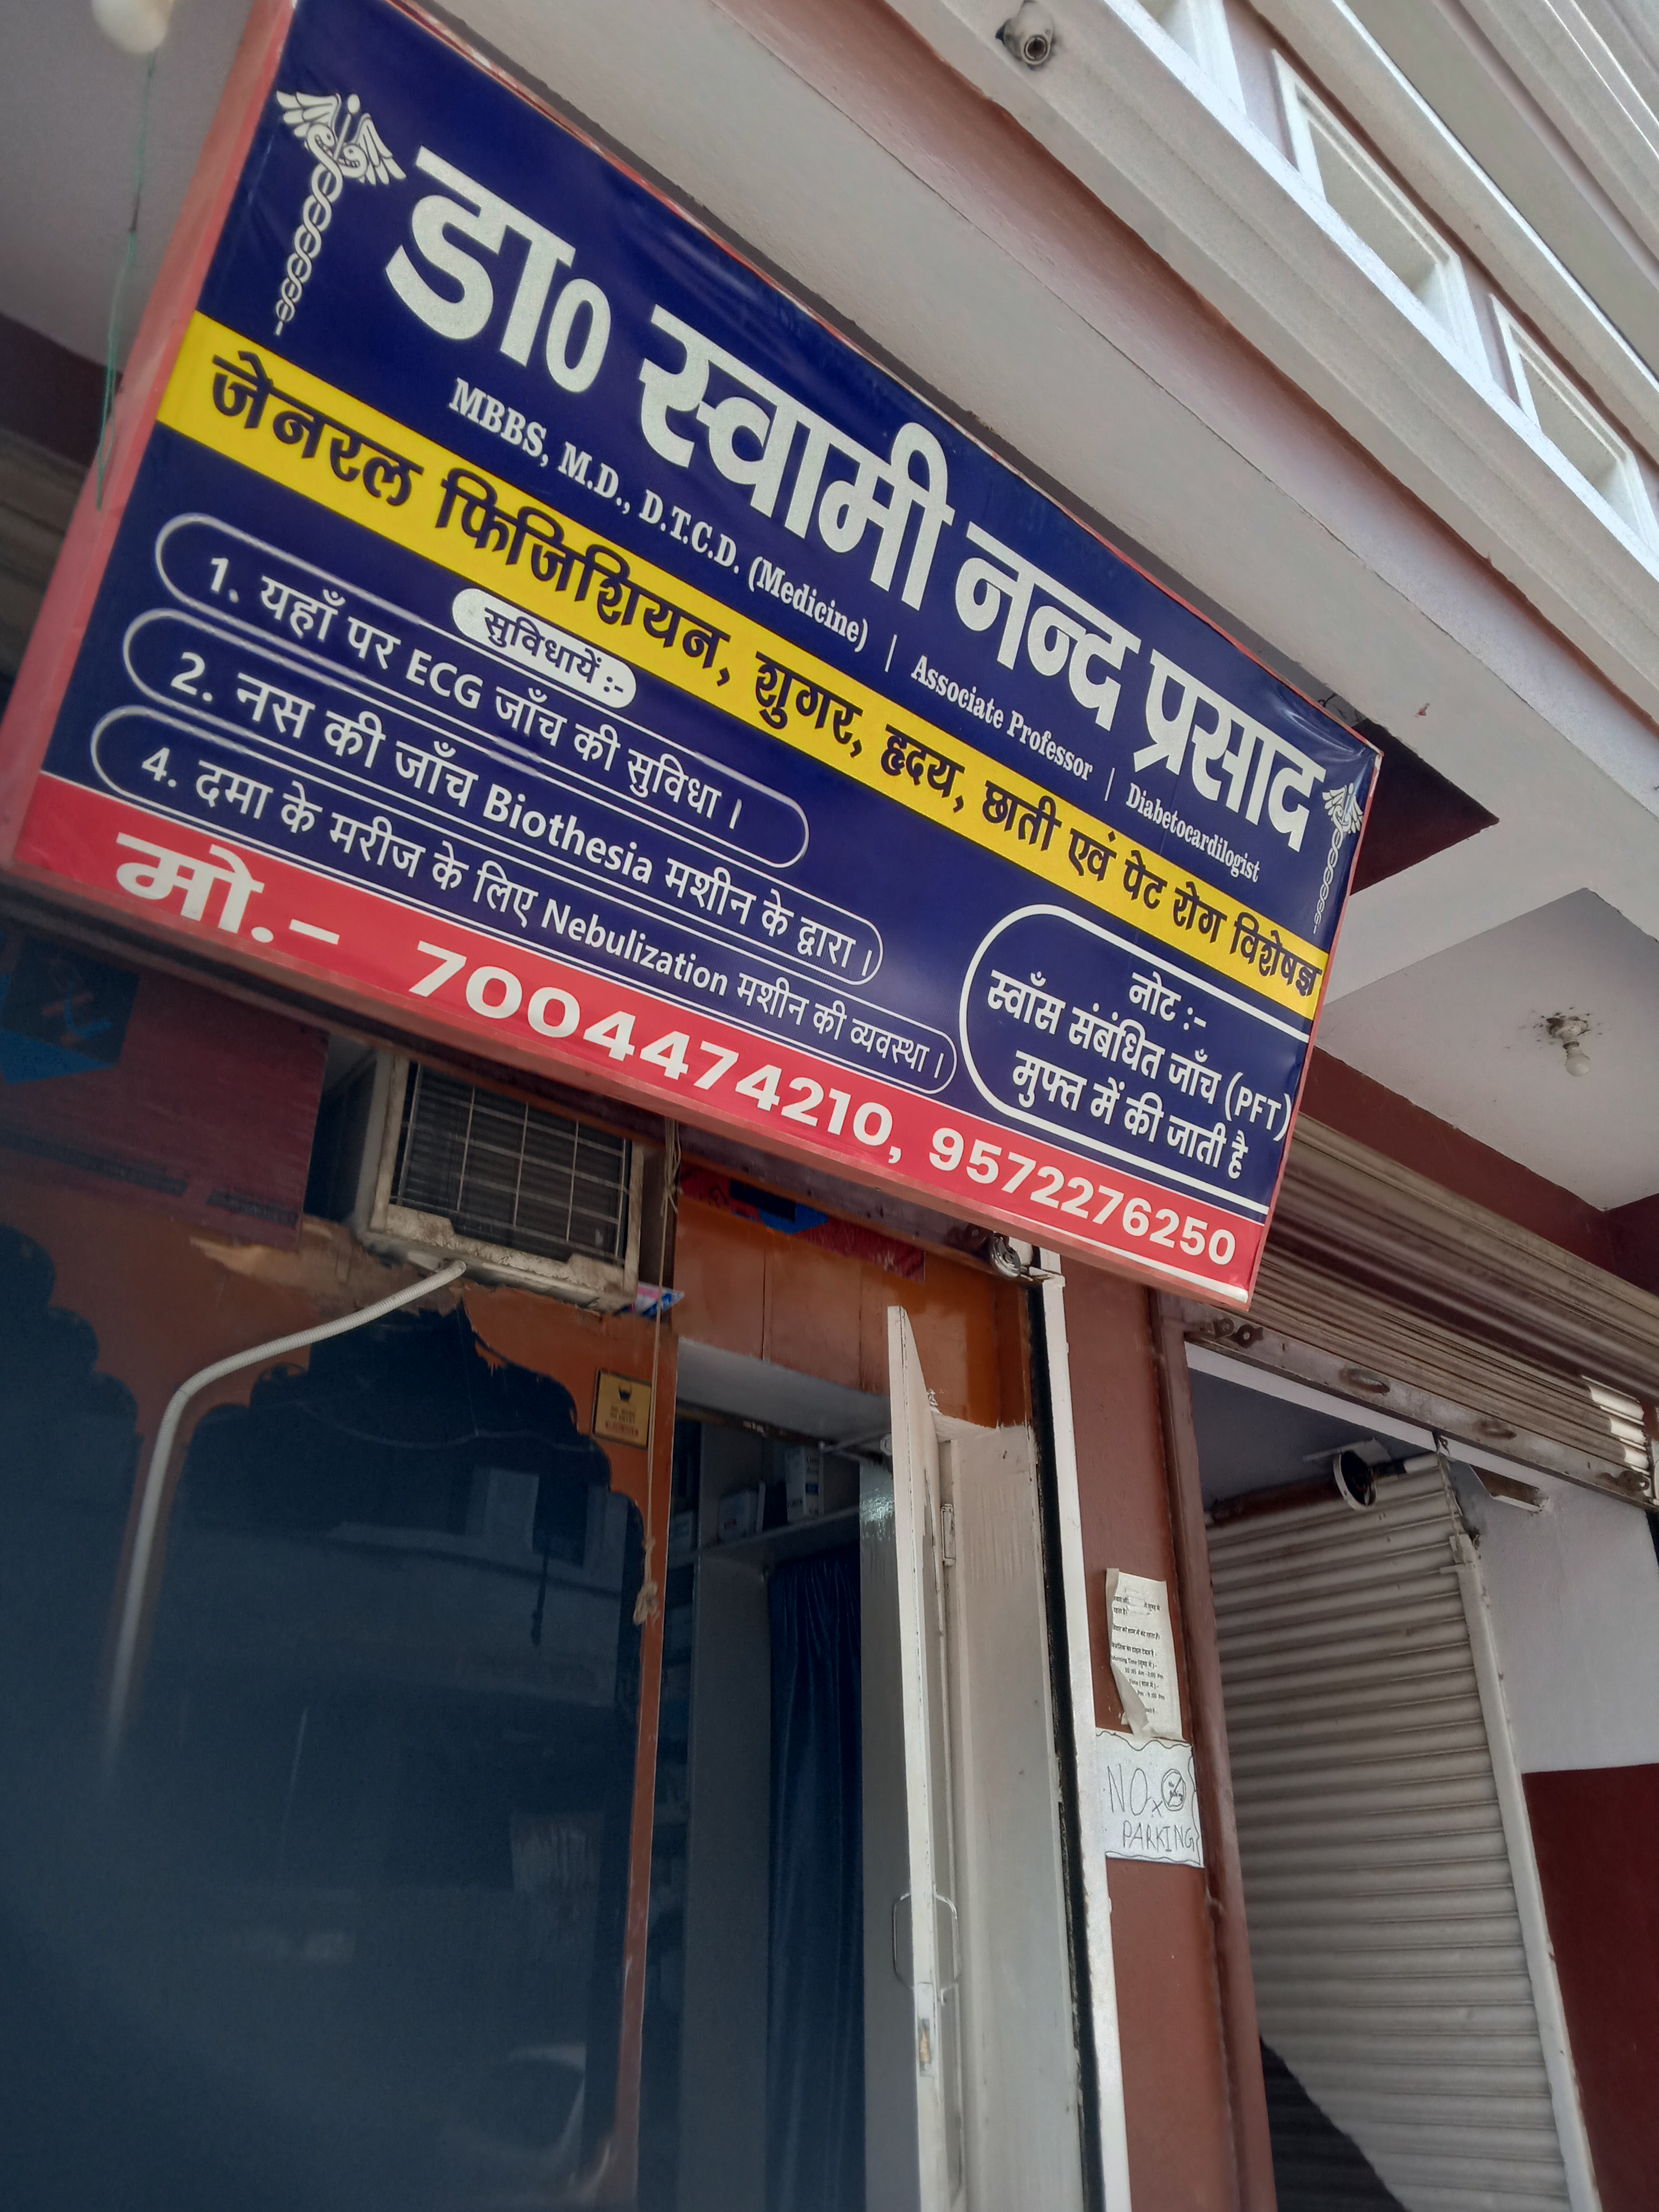 डा० स्वामी नन्द प्रसाद
MBBS, M.D., D.T.C.D. (Medicine) | Associate Professor | Diabetocardilogist
जेनरल फिजिशियन, शुगर, हृदय, छाती एवं पेट रोग विशेषज्ञ
सुविधायें :-
1. यहाँ पर ECG जाँच की सुविधा।
2. नस की जाँच Biothesia मशीन के द्वारा।
4. दमा के मरीज के लिए Nebulization मशीन की व्यवस्था।
नोट :-
स्वाँस संबंधित जाँच (PFT)
मुफ्त में की जाती है
मो.- 7004474210, 9572276250
NO
PARKING